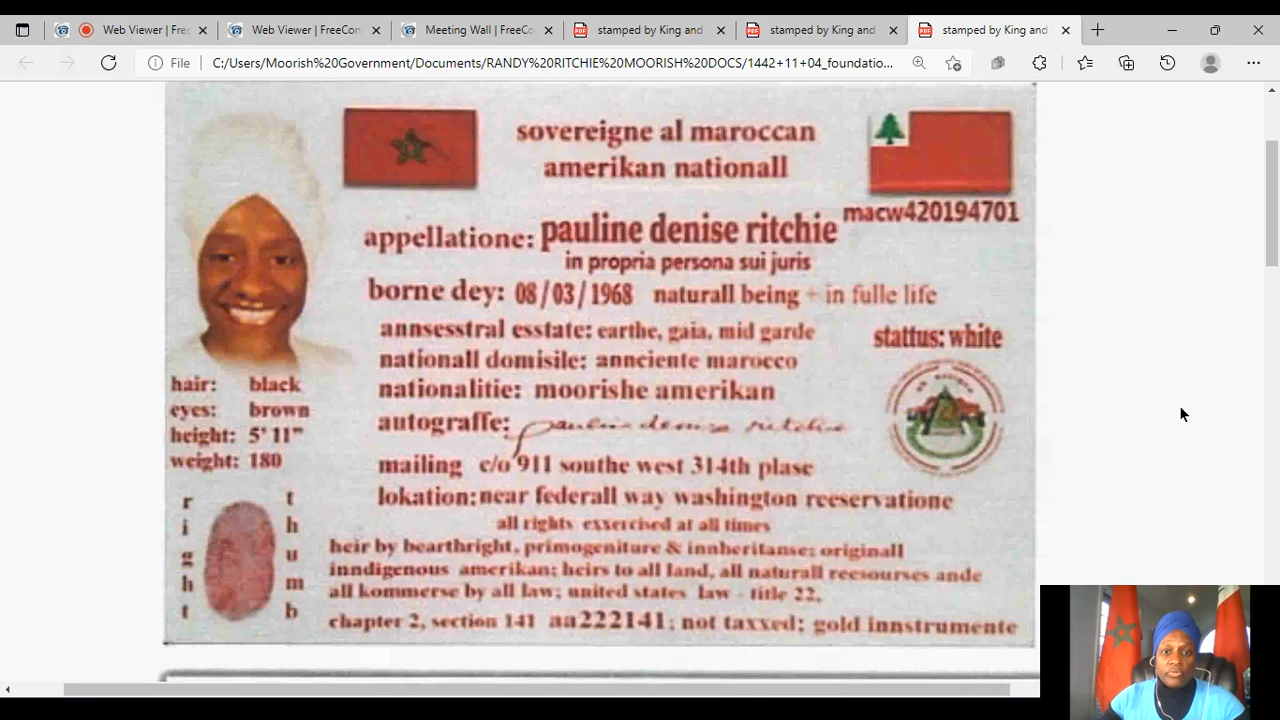 Web Viewer | Fre
Web Viewer | FreeCon
Meeting Wall | FreeCo
stamped by King and
stamped by King and
stamped by King and
File
C:/Users/Moorish%20Government/Documents/RANDY%20RITCHIE%20MOORISH%20DOCS/1442+11+04_foundatio...
sovereigne al maroccan
amerikan nationall
macw420194701
appellatione: pauline denise ritchie
in propria persona sui juris
borne dey: 08/03/1968 naturall being - in fulle life
annsesstral esstate: earthe, gaia, mid garde
stattus: white
nationall domisile: annciente marocco
nationalitie: moorishe amerikan
autograffe: pauline denise ritchie
hair: black
eyes: brown
height: 5' 11"
weight: 180
mailing c/o 911 southe west 314th plase
lokation: near federall way washington reeservatione
all rights exxercised at all times
heir by bearthright, primogeniture & innheritanse; originall
inndigenous amerikan; heirs to all land, all naturall reesourses ande
all kommerse by all law; united states law - title 22,
chapter 2, section 141 aa222141; not taxxed; gold innstrumente
right
thumb